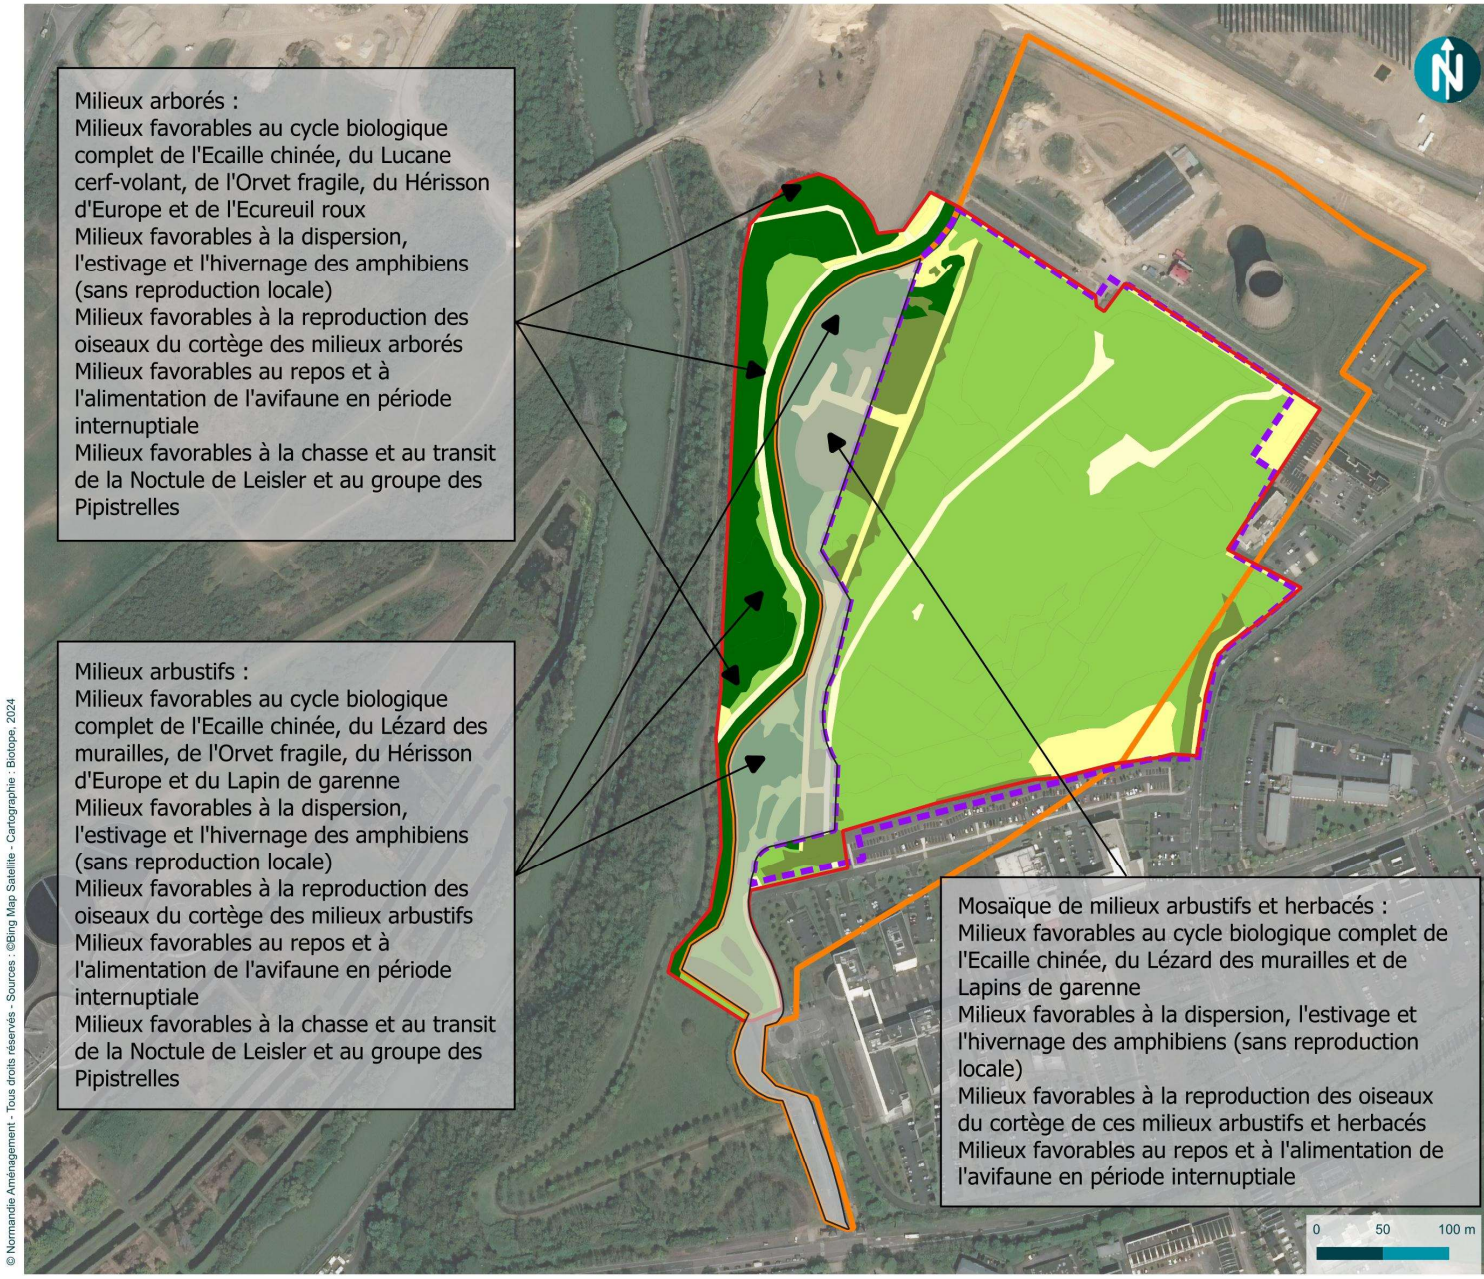 Milieux arborés :
Milieux favorables au cycle biologique
complet de l'Ecaille chinée, du Lucane
cerf-volant, de l'Orvet fragile, du Hérisson
d'Europe et de l'Ecureuil roux
Milieux favorables à la dispersion,
l'estivage et l'hivernage des amphibiens
(sans reproduction locale)
Milieux favorables à la reproduction des
oiseaux du cortège des milieux arborés
Milieux favorables au repos et à
l'alimentation de l'avifaune en période
internuptiale
Milieux favorables à la chasse et au transit
de la Noctule de Leisler et au groupe des
Pipistrelles
Milieux arbustifs :
Milieux favorables au cycle biologique
complet de l'Ecaille chinée, du Lézard des
murailles, de l'Orvet fragile, du Hérisson
d'Europe et du Lapin de garenne
Milieux favorables à la dispersion,
l'estivage et l'hivernage des amphibiens
(sans reproduction locale)
Milieux favorables à la reproduction des
oiseaux du cortège des milieux arbustifs
Milieux favorables au repos et à
l'alimentation de l'avifaune en période
internuptiale
Milieux favorables à la chasse et au transit
de la Noctule de Leisler et au groupe des
Pipistrelles
Mosaïque de milieux arbustifs et herbacés :
Milieux favorables au cycle biologique complet de
l'Ecaille chinée, du Lézard des murailles et de
Lapins de garenne
Milieux favorables à la dispersion, l'estivage et
l'hivernage des amphibiens (sans reproduction
locale)
Milieux favorables à la reproduction des oiseaux
du cortège de ces milieux arbustifs et herbacés
Milieux favorables au repos et à l'alimentation de
l'avifaune en période internuptiale
N
0 50 100 m
© Normandie Aménagement - Tous droits réservés - Sources : ©Bing Map Satellite - Cartographie : Biotope, 2024